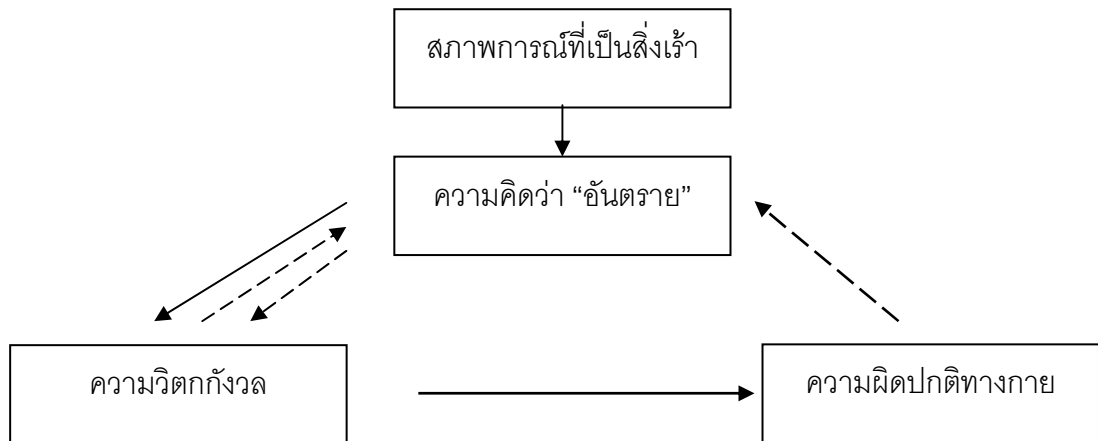 สภาพการณ์ที่เป็นสิ่งเร้า
ความคิดว่า “อันตราย”
ความวิตกกังวล
ความผิดปกติทางกาย